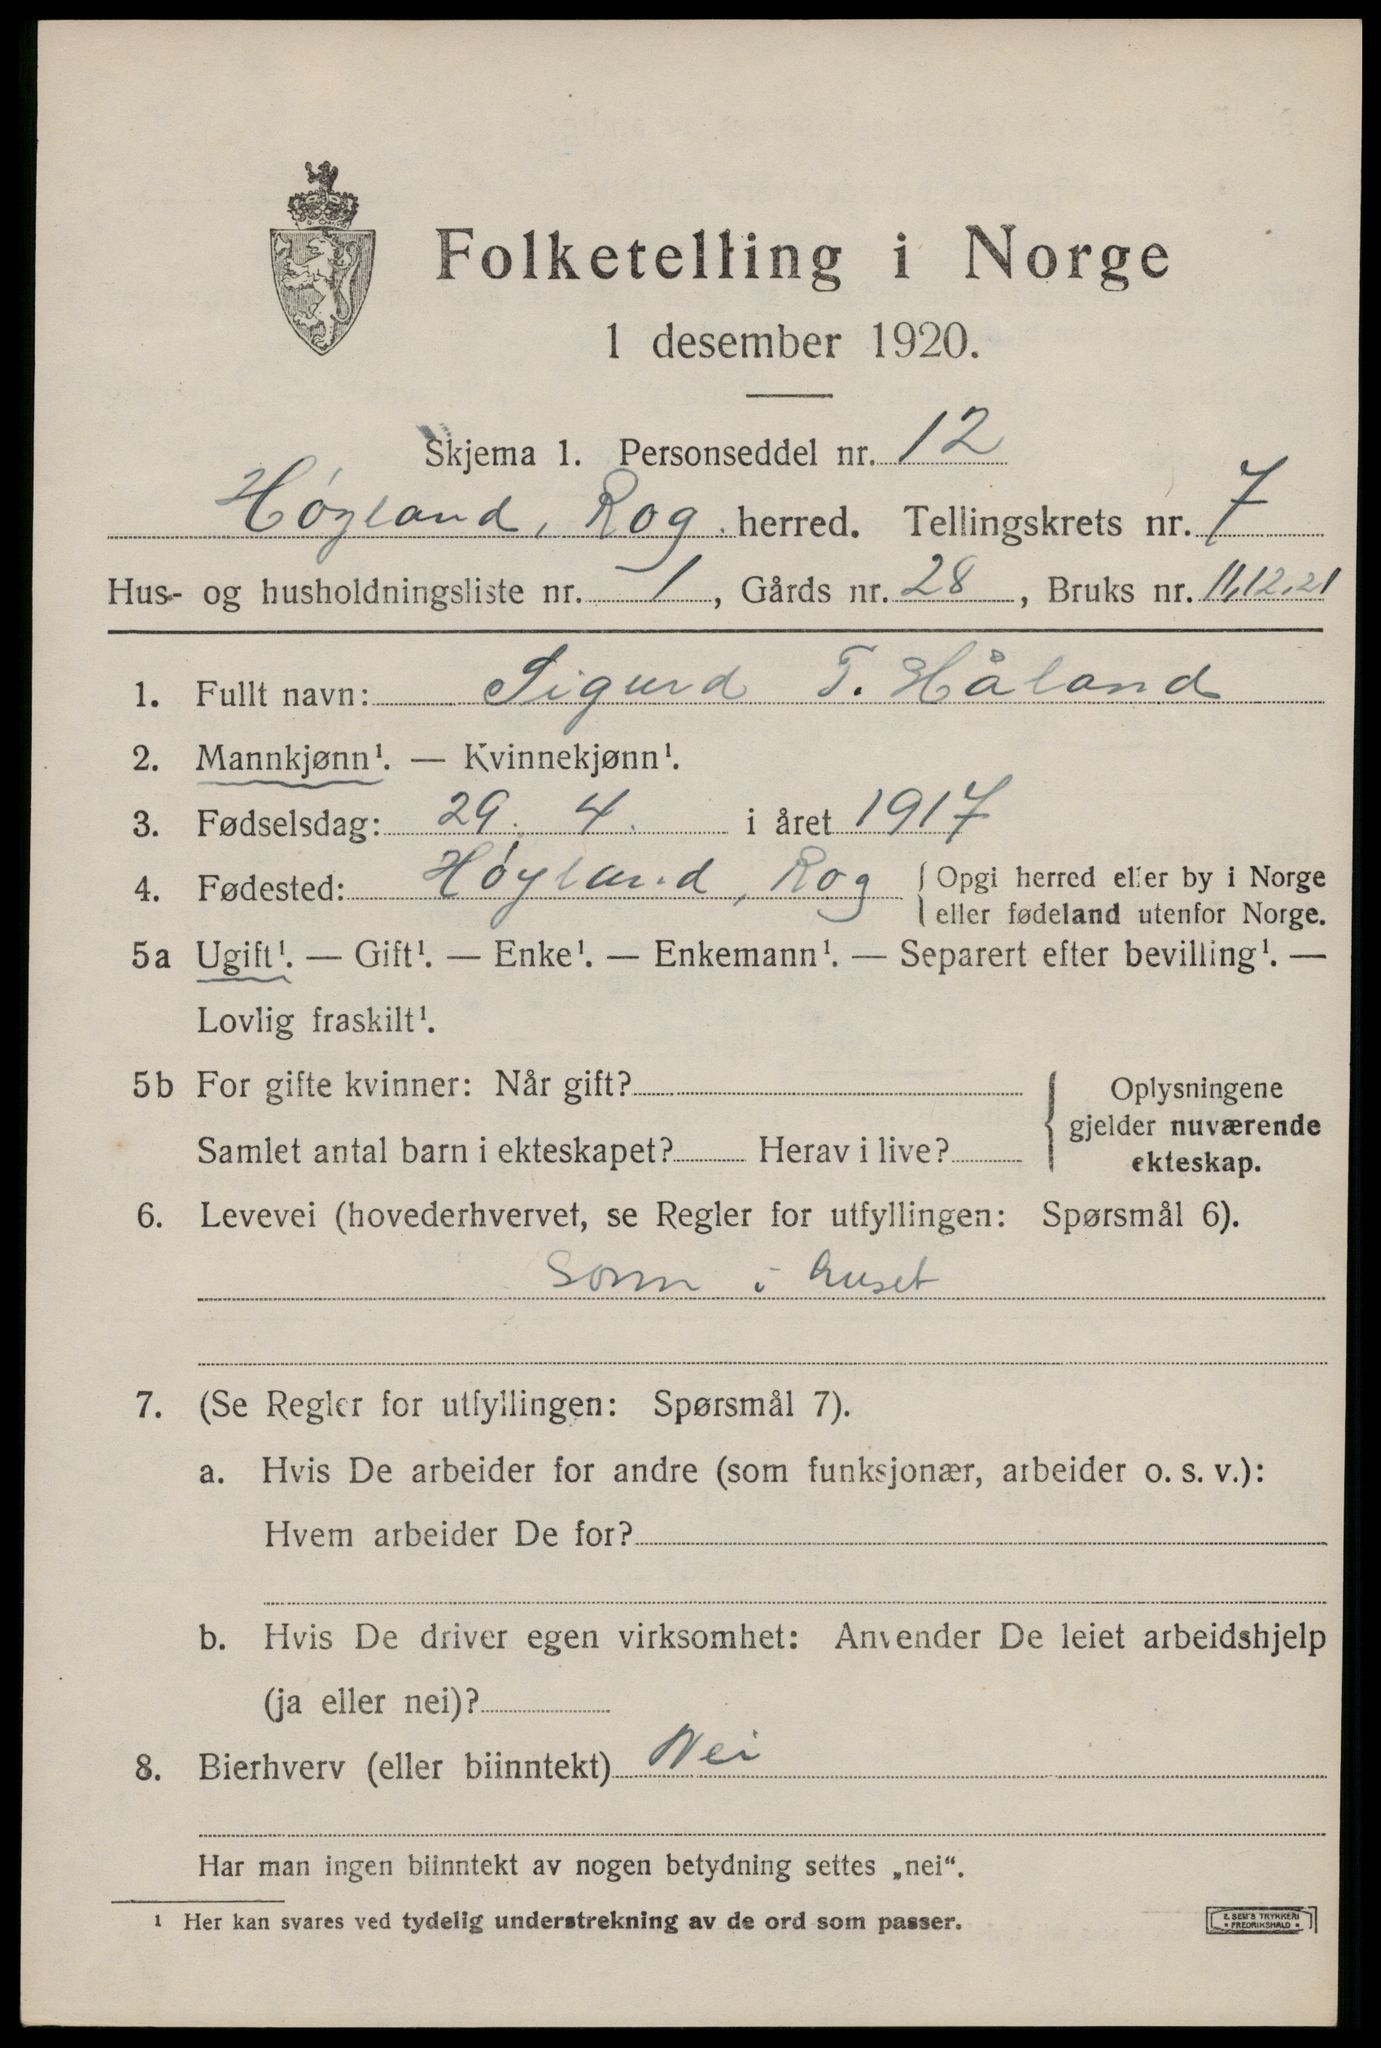 Folketelling i Norge
1 desember 1920.
Skjema 1. Personseddel nr. 12
Høyland, Rog. herred. Tellingskrets nr. 7
Hus- og husholdningsliste nr. 1, Gårds nr. 28, Bruks nr. 11,12,21
1. Fullt navn: Sigurd T. Håland
2. Mannkjønn¹. — Kvinnekjønn¹.
3. Fødselsdag: 29. 4. i året 1917
4. Fødested: Høyland, Rog { Opgi herred eller by i Norge
eller fødeland utenfor Norge.
5a Ugift¹. — Gift¹. — Enke¹. — Enkemann¹. — Separert efter bevilling¹. —
Lovlig fraskilt¹.
5b For gifte kvinner: Når gift? { Oplysningene
gjelder nuværende
Samlet antal barn i ekteskapet? Herav i live? ekteskap.
6. Levevei (hovederhvervet, se Regler for utfyllingen: Spørsmål 6).
Sonn i huset
7. (Se Regler for utfyllingen: Spørsmål 7).
a. Hvis De arbeider for andre (som funksjonær, arbeider o. s. v.):
Hvem arbeider De for?
b. Hvis De driver egen virksomhet: Anvender De leiet arbeidshjelp
(ja eller nei)?
8. Bierhverv (eller biinntekt) Nei
Har man ingen biinntekt av nogen betydning settes „nei“.
¹ Her kan svares ved tydelig understrekning av de ord som passer.
E. SEM'S TRYKKERI
• FREDRIKSHALD •